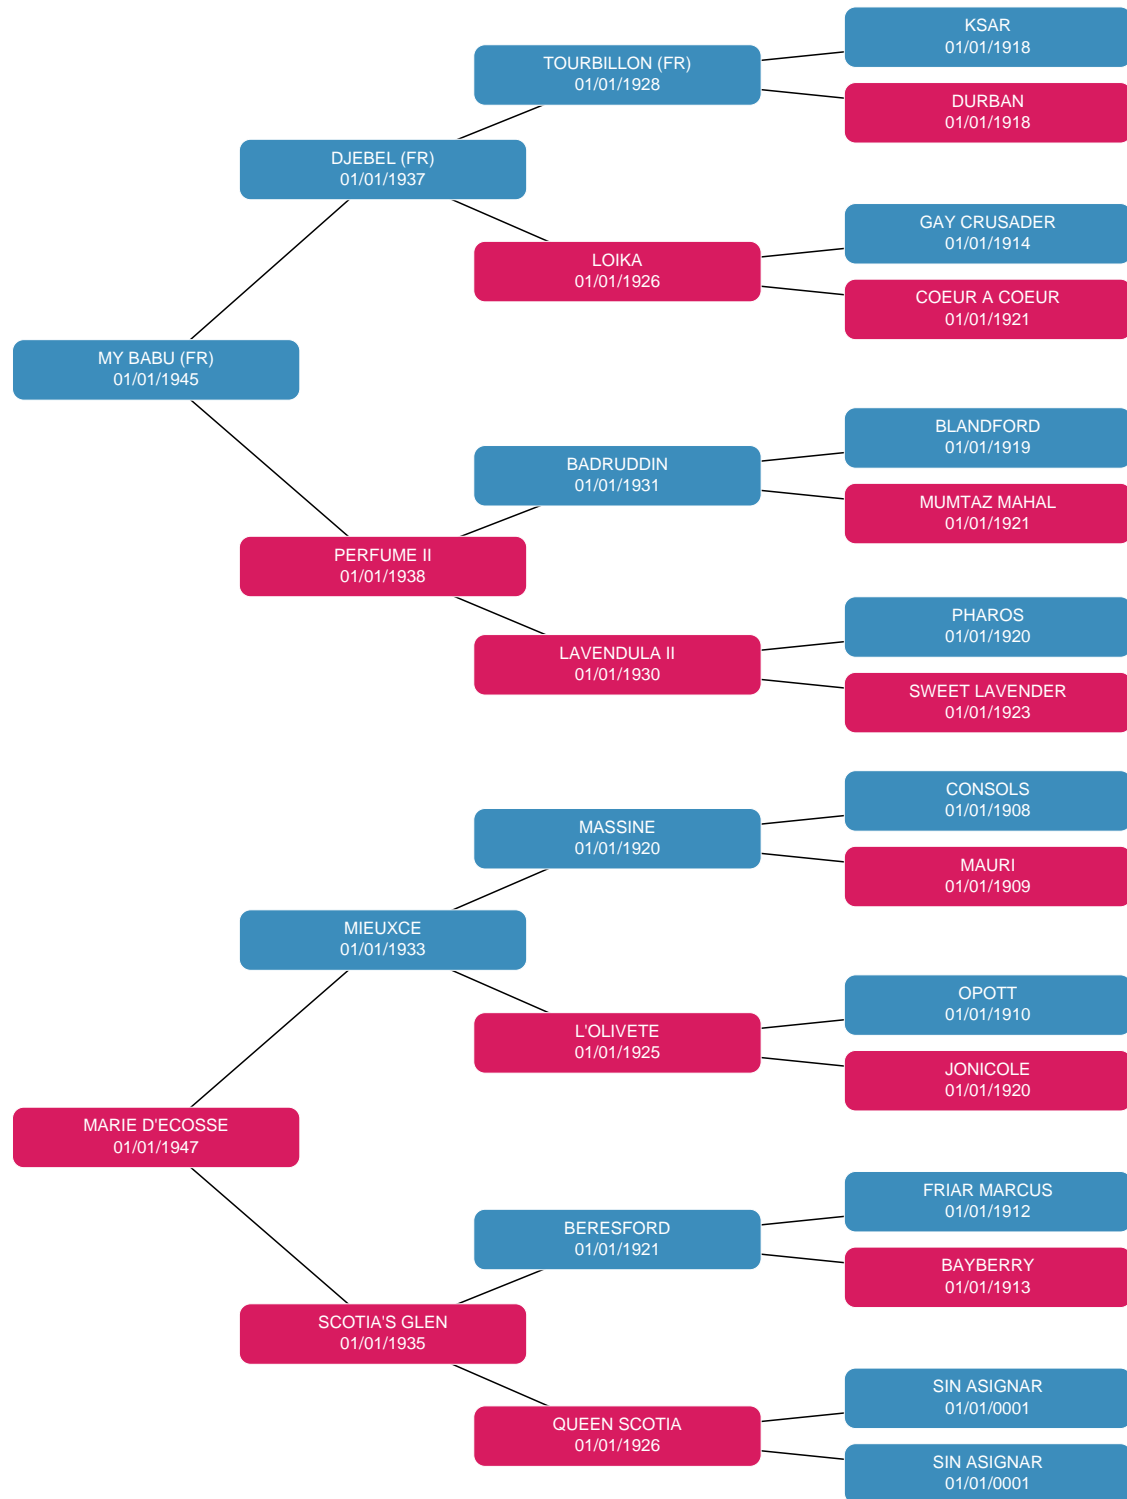 KSAR
01/01/1918
TOURBILLON (FR)
01/01/1928
DURBAN
01/01/1918
DJEBEL (FR)
01/01/1937
GAY CRUSADER
01/01/1914
LOIKA
01/01/1926
COEUR A COEUR
01/01/1921
MY BABU (FR)
01/01/1945
BLANDFORD
01/01/1919
BADRUDDIN
01/01/1931
MUMTAZ MAHAL
01/01/1921
PERFUME II
01/01/1938
PHAROS
01/01/1920
LAVENDULA II
01/01/1930
SWEET LAVENDER
01/01/1923
CONSOLS
01/01/1908
MASSINE
01/01/1920
MAURI
01/01/1909
MIEUXCE
01/01/1933
OPOTT
01/01/1910
L'OLIVETE
01/01/1925
JONICOLE
01/01/1920
MARIE D'ECOSSE
01/01/1947
FRIAR MARCUS
01/01/1912
BERESFORD
01/01/1921
BAYBERRY
01/01/1913
SCOTIA'S GLEN
01/01/1935
SIN ASIGNAR
01/01/0001
QUEEN SCOTIA
01/01/1926
SIN ASIGNAR
01/01/0001